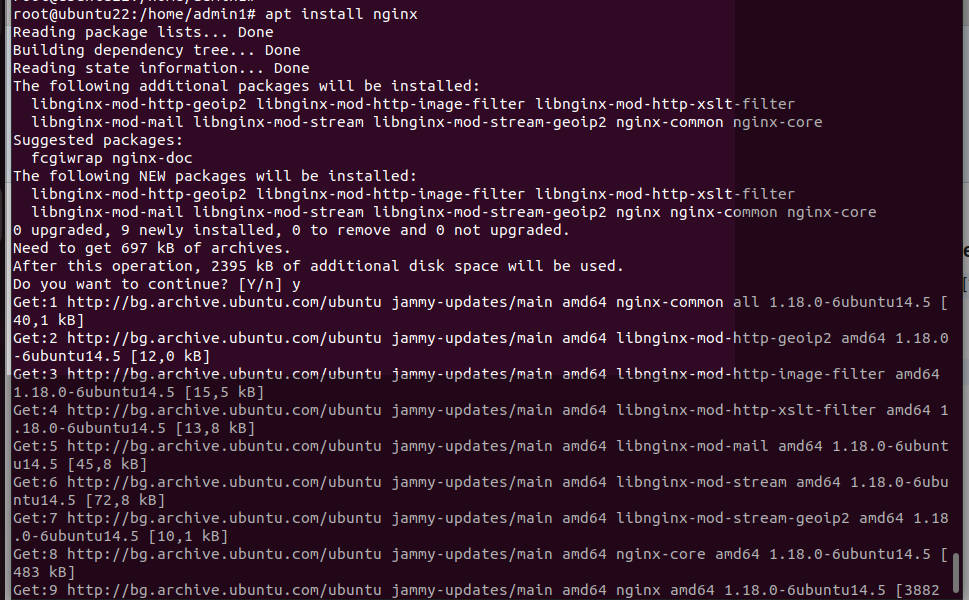 root@ubuntu22:/home/admin1# apt install nginx
Reading package lists... Done
Building dependency tree... Done
Reading state information... Done
The following additional packages will be installed:
  libnginx-mod-http-geoip2 libnginx-mod-http-image-filter libnginx-mod-http-xslt-filter
  libnginx-mod-mail libnginx-mod-stream libnginx-mod-stream-geoip2 nginx-common nginx-core
Suggested packages:
  fcgiwrap nginx-doc
The following NEW packages will be installed:
  libnginx-mod-http-geoip2 libnginx-mod-http-image-filter libnginx-mod-http-xslt-filter
  libnginx-mod-mail libnginx-mod-stream libnginx-mod-stream-geoip2 nginx nginx-common nginx-core
0 upgraded, 9 newly installed, 0 to remove and 0 not upgraded.
Need to get 697 kB of archives.
After this operation, 2395 kB of additional disk space will be used.
Do you want to continue? [Y/n] y
Get:1 http://bg.archive.ubuntu.com/ubuntu jammy-updates/main amd64 nginx-common all 1.18.0-6ubuntu14.5 [
40,1 kB]
Get:2 http://bg.archive.ubuntu.com/ubuntu jammy-updates/main amd64 libnginx-mod-http-geoip2 amd64 1.18.0
-6ubuntu14.5 [12,0 kB]
Get:3 http://bg.archive.ubuntu.com/ubuntu jammy-updates/main amd64 libnginx-mod-http-image-filter amd64
1.18.0-6ubuntu14.5 [15,5 kB]
Get:4 http://bg.archive.ubuntu.com/ubuntu jammy-updates/main amd64 libnginx-mod-http-xslt-filter amd64 1
.18.0-6ubuntu14.5 [13,8 kB]
Get:5 http://bg.archive.ubuntu.com/ubuntu jammy-updates/main amd64 libnginx-mod-mail amd64 1.18.0-6ubunt
u14.5 [45,8 kB]
Get:6 http://bg.archive.ubuntu.com/ubuntu jammy-updates/main amd64 libnginx-mod-stream amd64 1.18.0-6ubu
ntu14.5 [72,8 kB]
Get:7 http://bg.archive.ubuntu.com/ubuntu jammy-updates/main amd64 libnginx-mod-stream-geoip2 amd64 1.18
.0-6ubuntu14.5 [10,1 kB]
Get:8 http://bg.archive.ubuntu.com/ubuntu jammy-updates/main amd64 nginx-core amd64 1.18.0-6ubuntu14.5 [
483 kB]
Get:9 http://bg.archive.ubuntu.com/ubuntu jammy-updates/main amd64 nginx amd64 1.18.0-6ubuntu14.5 [3882